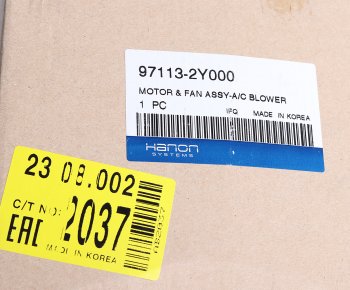 97113-2Y000
MOTOR & FAN ASSY-A/C BLOWER
1 PC IPQ MADE IN KOREA
Hanon
SYSTEMS
23 08.002
C/T NO:
2037
EAC
MADE IN KOREA